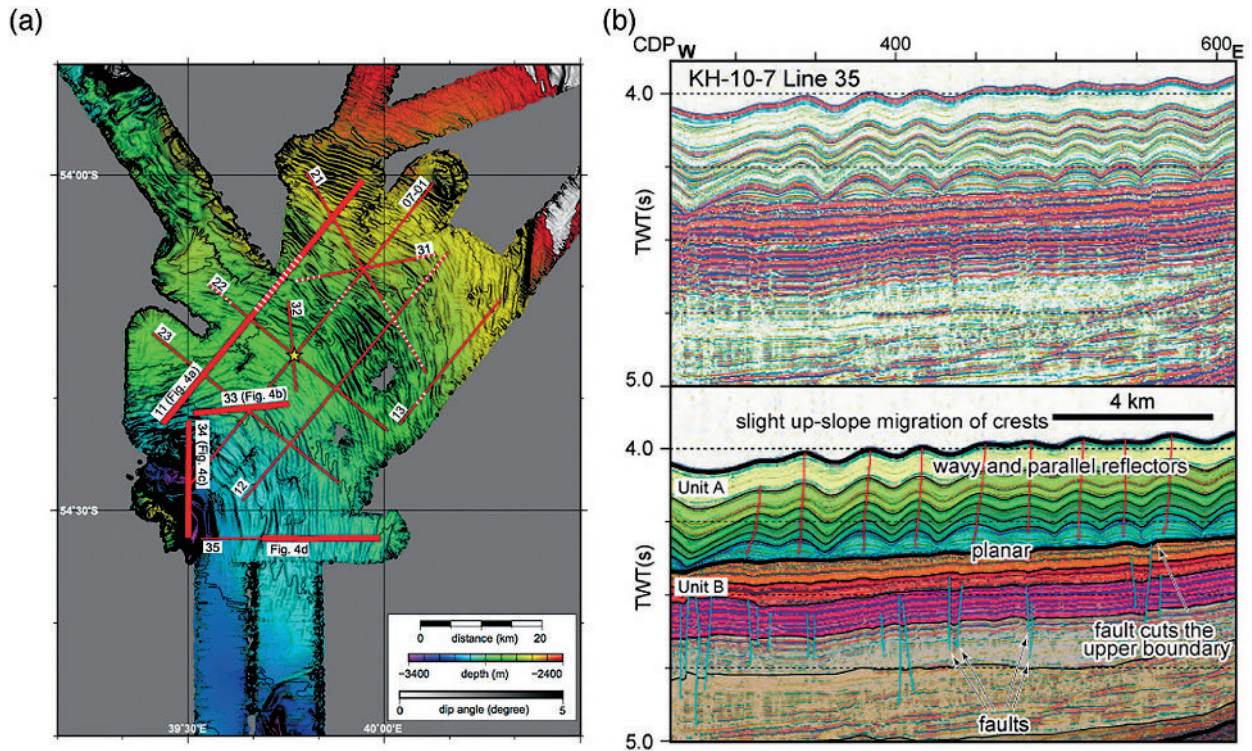 (a)
54°00'S
54°30'S
39°30'E
40°00'E
21
07-01
31
22
32
23
11 (Fig. 4a)
33 (Fig. 4b)
13
34 (Fig. 4c)
12
35
Fig. 4d
0 20
distance (km)
−3400 −2400
depth (m)
0 5
dip angle (degree)
(b)
CDP W 400 600 E
KH-10-7 Line 35
4.0
TWT(s)
5.0
slight up-slope migration of crests
4 km
4.0
wavy and parallel reflectors
Unit A
planar
TWT(s)
Unit B
fault cuts the
upper boundary
faults
5.0